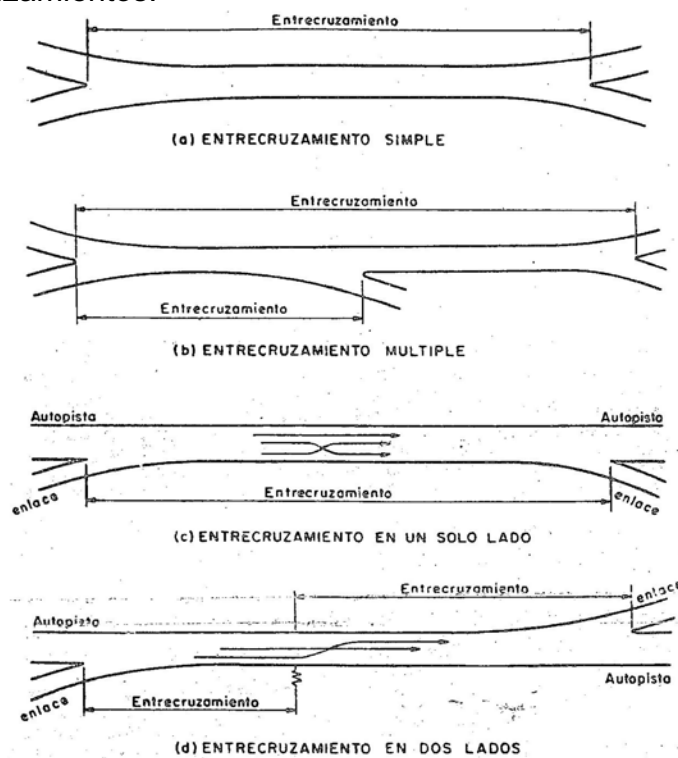 Entrecruzamiento
(a) ENTRECRUZAMIENTO SIMPLE
Entrecruzamiento
Entrecruzamiento
(b) ENTRECRUZAMIENTO MULTIPLE
Autopista Autopista
Entrecruzamiento
enlace enlace
(c) ENTRECRUZAMIENTO EN UN SOLO LADO
Entrecruzamiento
enlace
Autopista
Autopista
enlace
Entrecruzamiento
(d) ENTRECRUZAMIENTO EN DOS LADOS